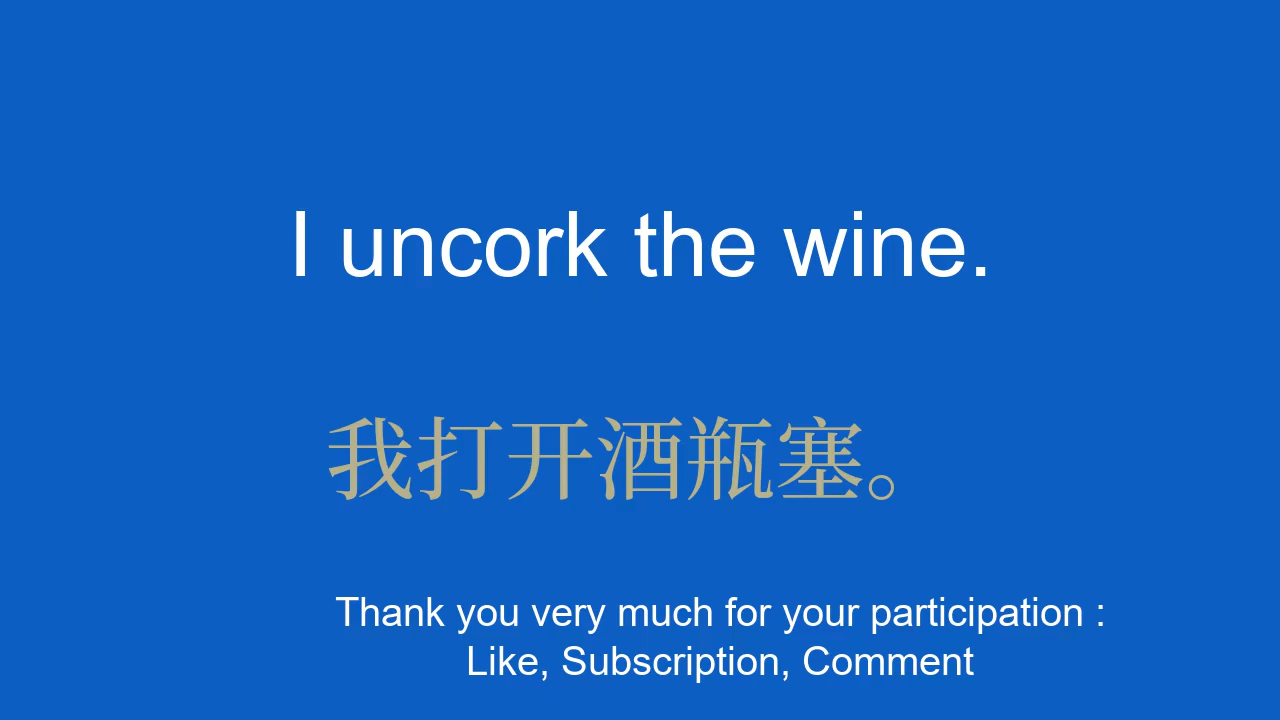 I uncork the wine.
我打开酒瓶塞。
Thank you very much for your participation :
Like, Subscription, Comment